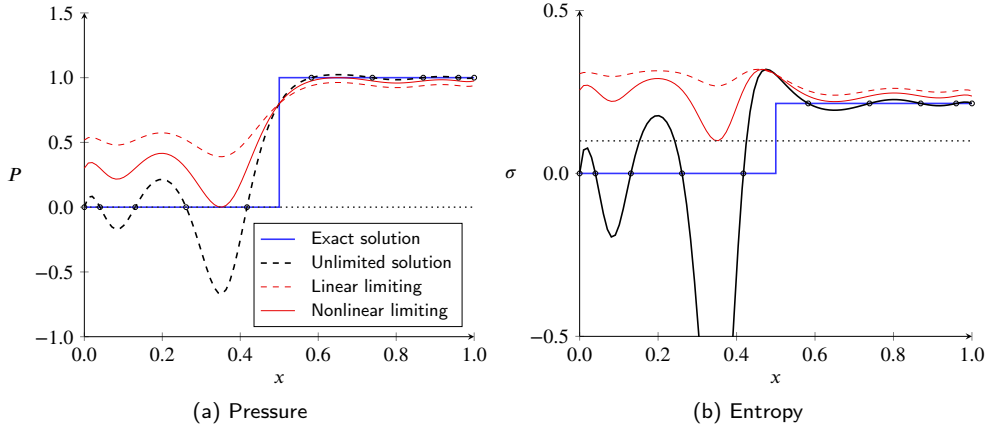 1.5
1.0
0.5
0.0
−0.5
−1.0
P
0.0 0.2 0.4 0.6 0.8 1.0
x
Exact solution
Unlimited solution
Linear limiting
Nonlinear limiting
(a) Pressure
0.5
0.0
−0.5
σ
0.0 0.2 0.4 0.6 0.8 1.0
x
(b) Entropy